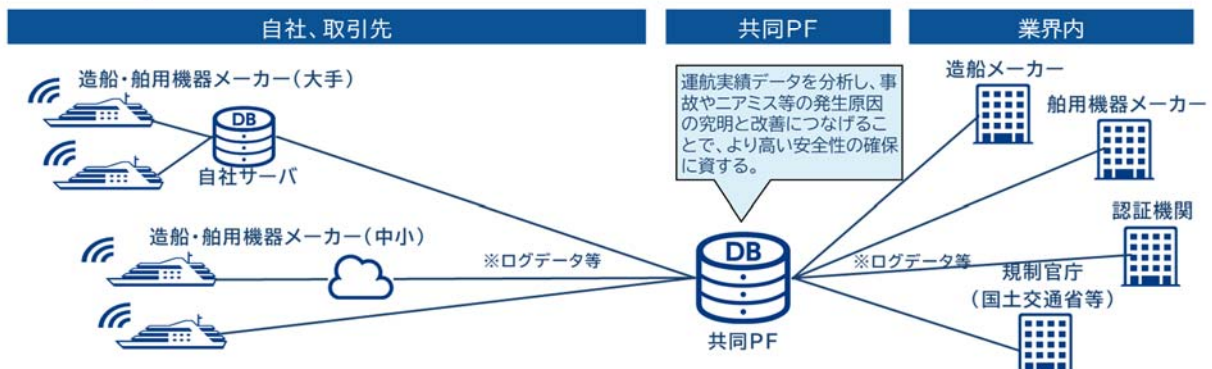 自社、取引先
共同PF
業界内
造船・舶用機器メーカー(大手)
DB
自社サーバ
造船・舶用機器メーカー(中小)
※ログデータ等
運航実績データを分析し、事
故やニアミス等の発生原因
の究明と改善につなげるこ
とで、より高い安全性の確保
に資する。
DB
共同PF
※ログデータ等
造船メーカー
舶用機器メーカー
認証機関
規制官庁
(国土交通省等)